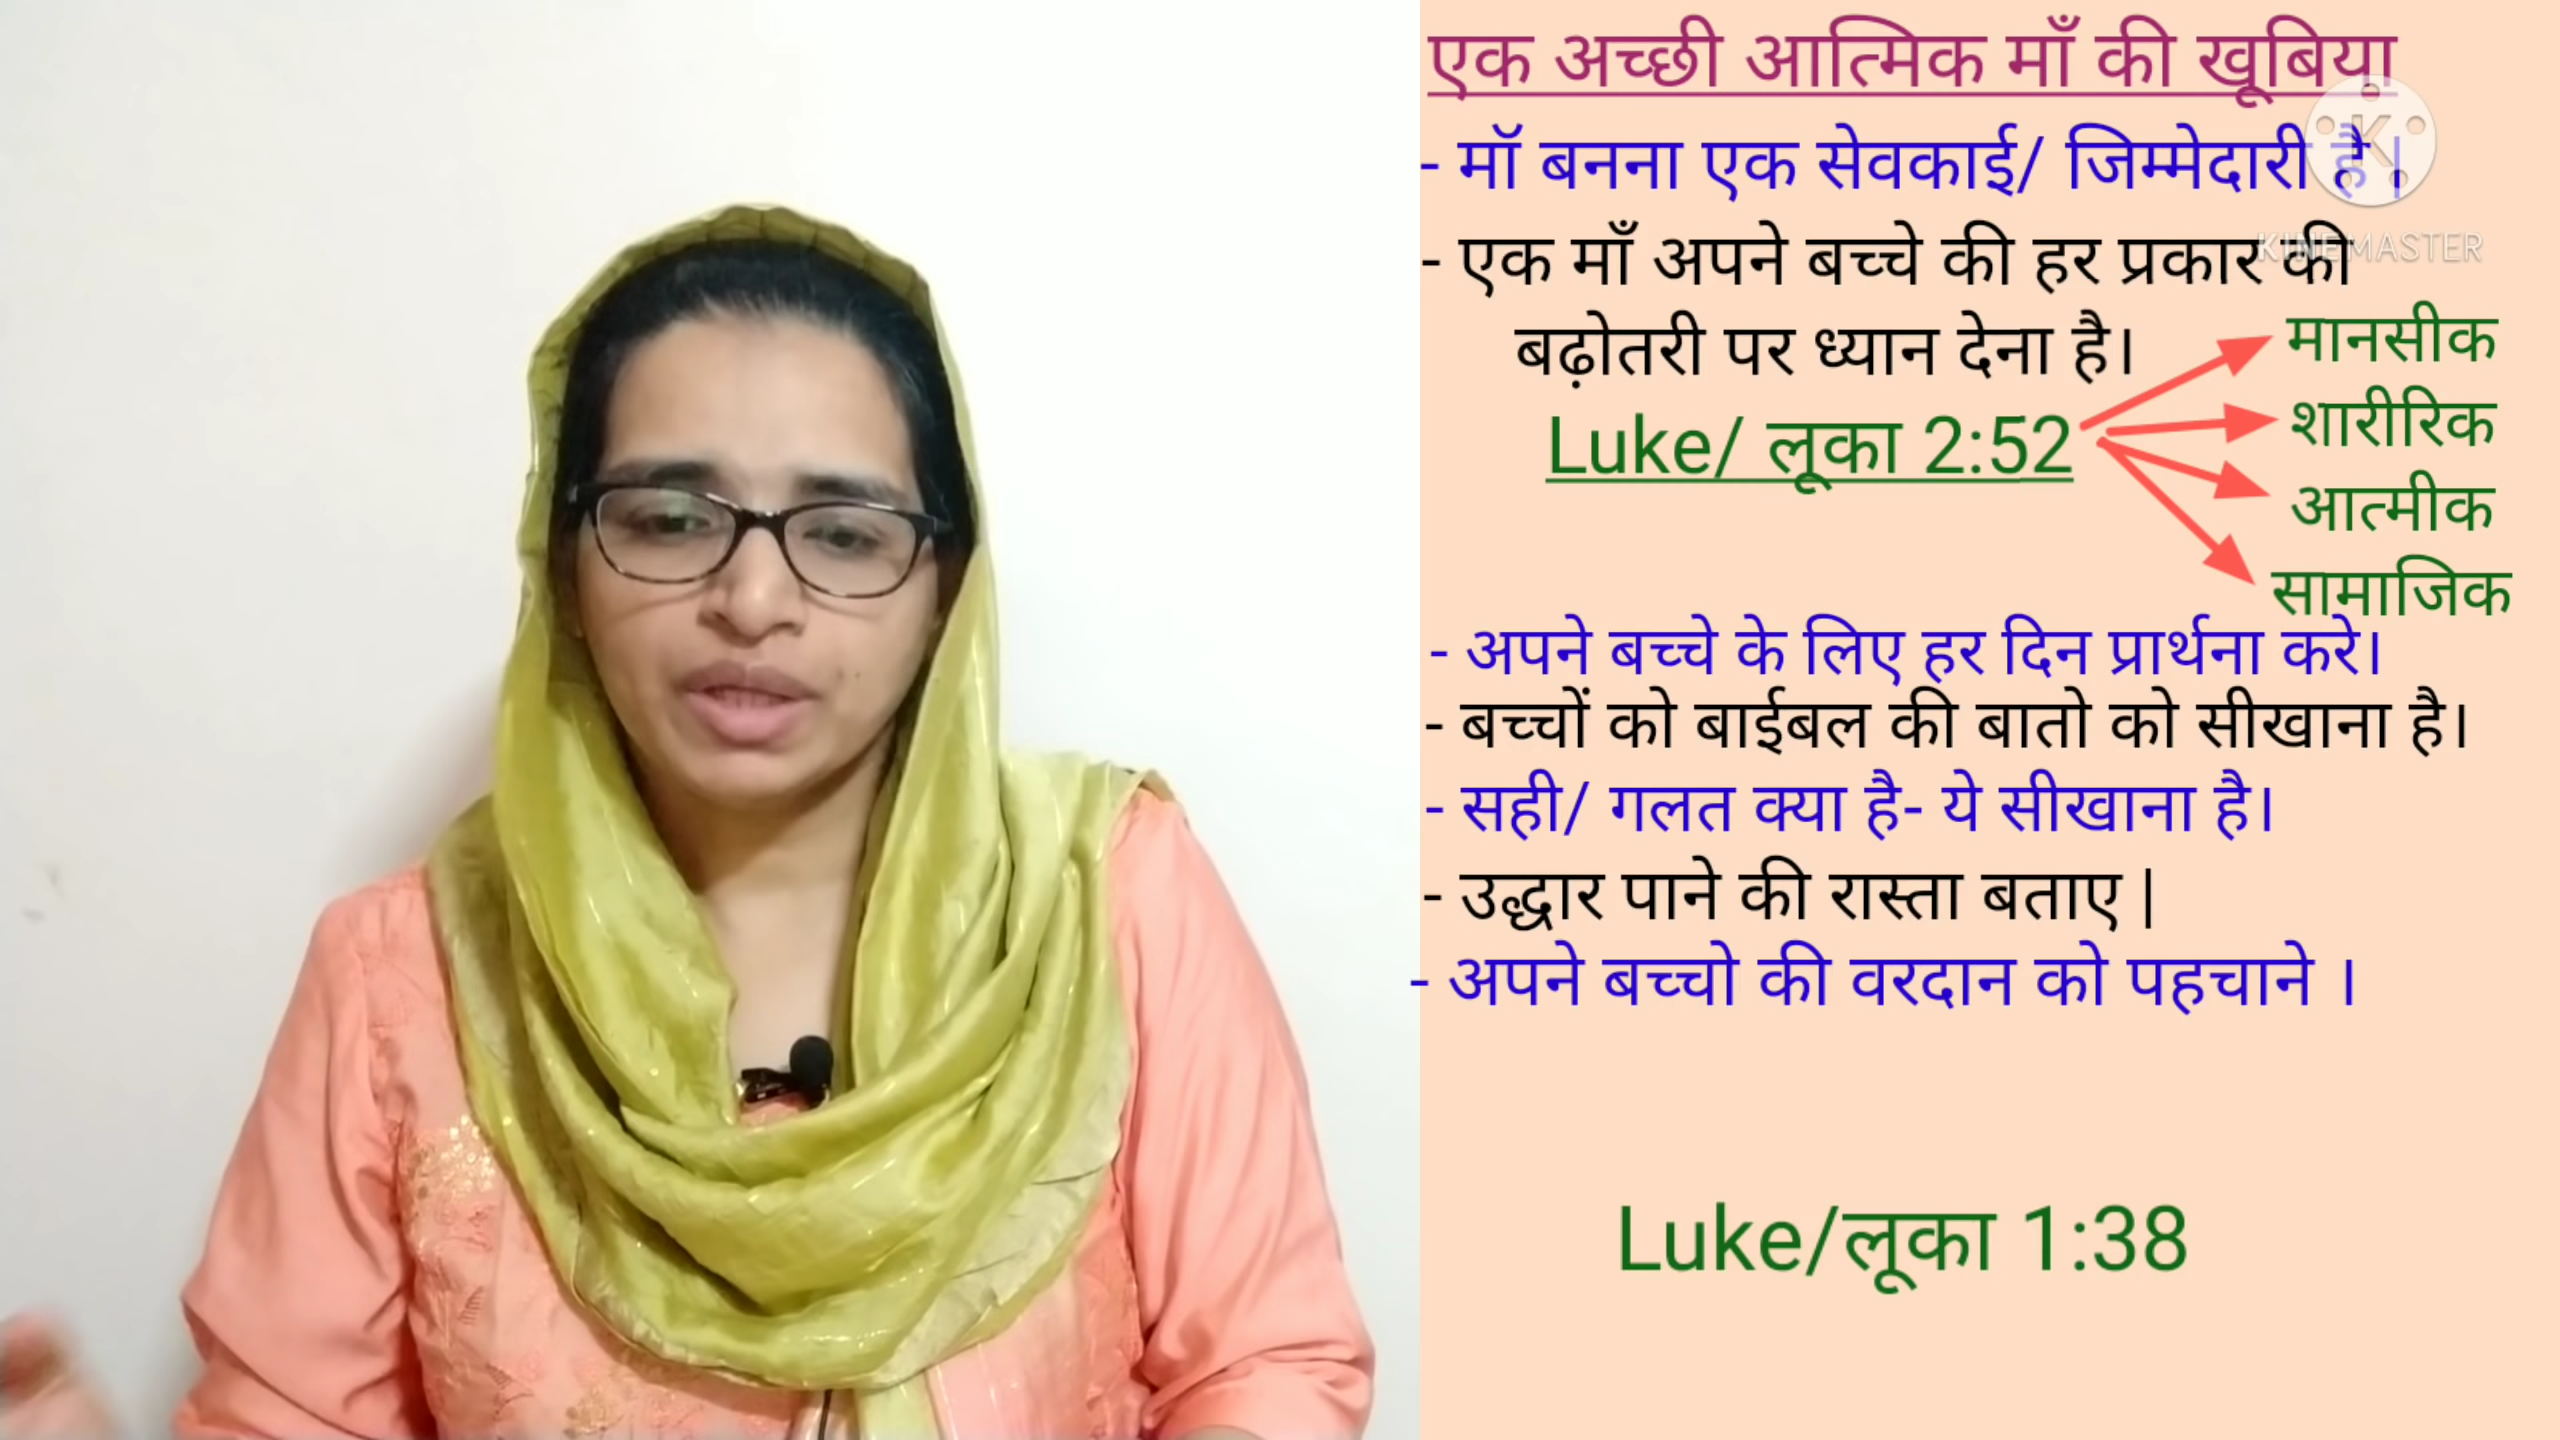 एक अच्छी आत्मिक माँ की खूबिया
- मॉ बनना एक सेवकाई/ जिम्मेदारी है |
- एक माँ अपने बच्चे की हर प्रकार की
KINEMASTER
बढ़ोतरी पर ध्यान देना है।
Luke/ लूका 2:52
मानसीक
शारीरिक
आत्मीक
सामाजिक
- अपने बच्चे के लिए हर दिन प्रार्थना करे।
- बच्चों को बाईबल की बातो को सीखाना है।
- सही/ गलत क्या है- ये सीखाना है।
- उद्धार पाने की रास्ता बताए |
- अपने बच्चो की वरदान को पहचाने ।
Luke/लूका 1:38